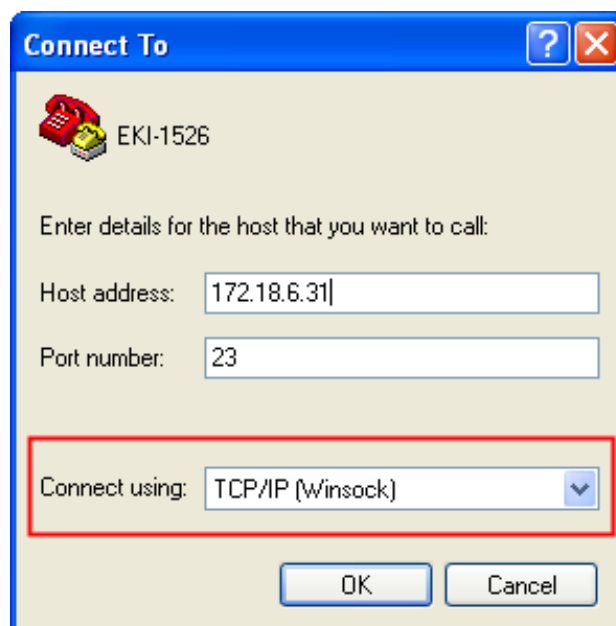 Connect To
EKI-1526
Enter details for the host that you want to call:
Host address: 172.18.6.31
Port number: 23
Connect using: TCP/IP (Winsock)
OK Cancel